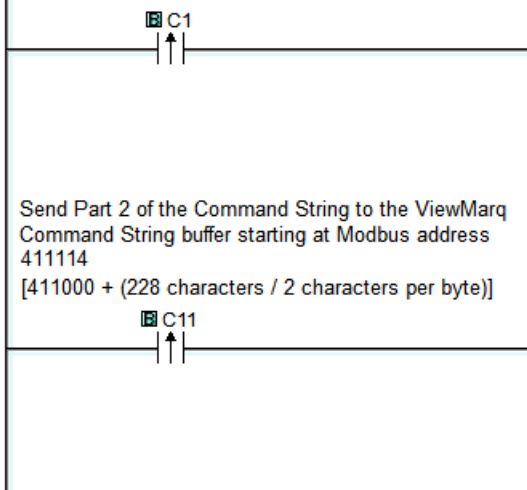 B C1
Send Part 2 of the Command String to the ViewMarq
Command String buffer starting at Modbus address
411114
[411000 + (228 characters / 2 characters per byte)]
B C11